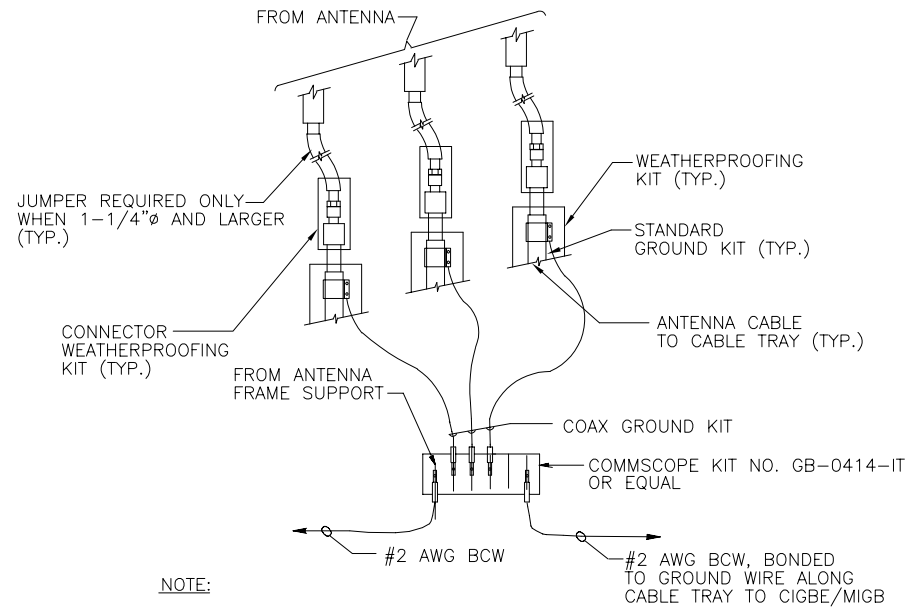 FROM ANTENNA
JUMPER REQUIRED ONLY
WHEN 1-1/4"ø AND LARGER
(TYP.)
WEATHERPROOFING
KIT (TYP.)
STANDARD
GROUND KIT (TYP.)
CONNECTOR
WEATHERPROOFING
KIT (TYP.)
ANTENNA CABLE
TO CABLE TRAY (TYP.)
FROM ANTENNA
FRAME SUPPORT
COAX GROUND KIT
COMMSCOPE KIT NO. GB-0414-IT
OR EQUAL
#2 AWG BCW
#2 AWG BCW, BONDED
TO GROUND WIRE ALONG
CABLE TRAY TO CIGBE/MIGB
NOTE: